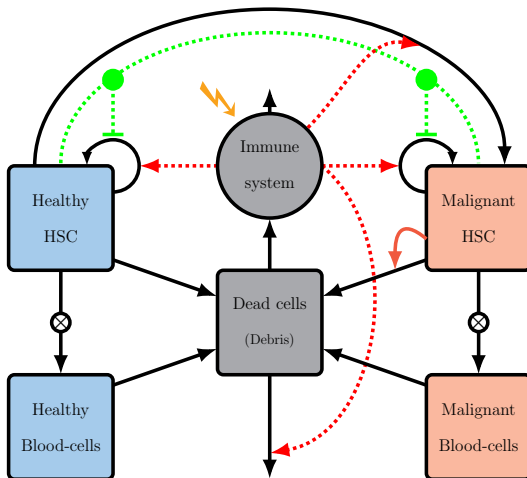 Immune
system
Healthy
HSC
Malignant
HSC
Dead cells
(Debris)
Healthy
Blood-cells
Malignant
Blood-cells